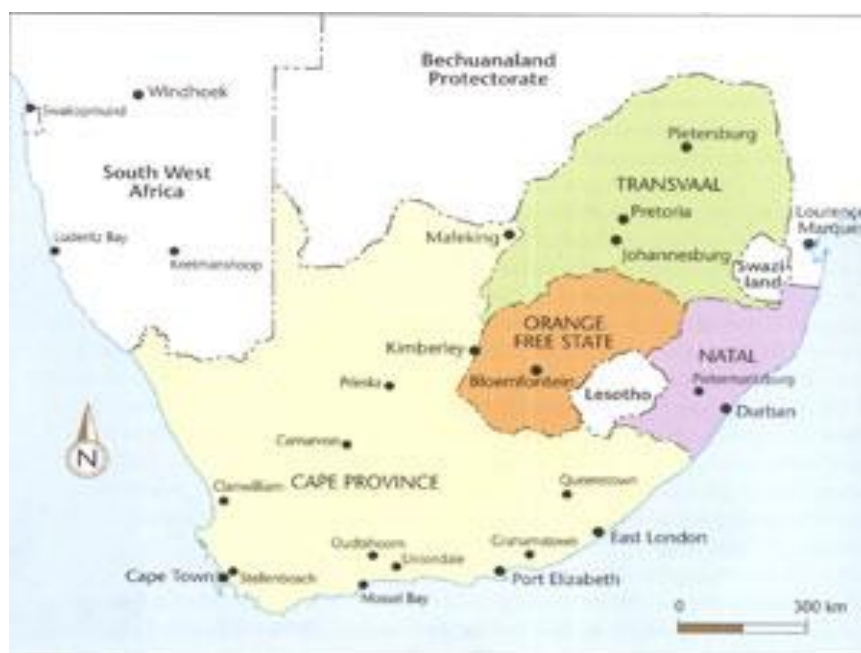 Bechuanaland
Protectorate
Windhoek
Swakopmund
Pietersburg
South West
Africa
TRANSVAAL
Pretoria
Lourenço
Marques
Mafeking
Luderitz Bay
Keetmanshoop
Johannesburg
Swazi-
land
ORANGE
FREE STATE
Kimberley
NATAL
Prieska
Bloemfontein
Lesotho
Pietermaritzburg
Durban
N
Carnarvon
Clanwilliam
CAPE PROVINCE
Queenstown
Oudtshoorn
Grahamstown
East London
Uniondale
Cape Town
Stellenbosch
Port Elizabeth
Mossel Bay
0
300 km